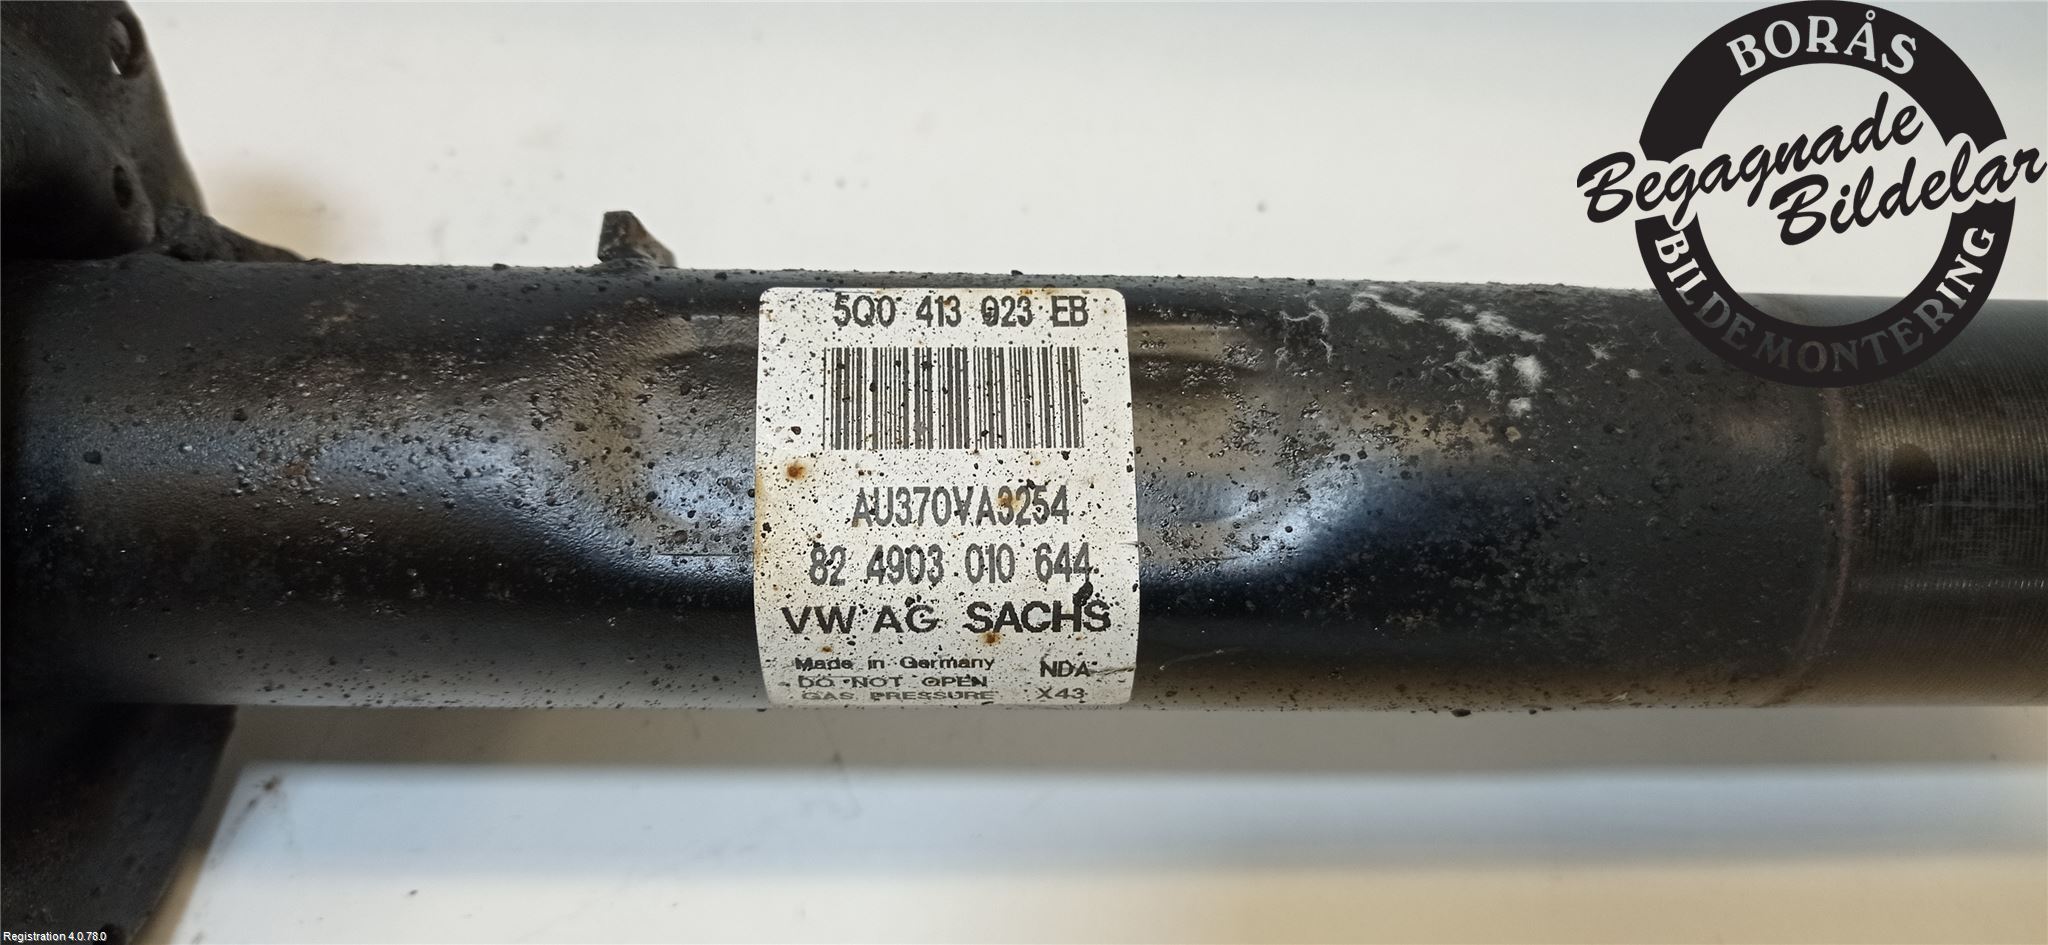 BORÅS
Begagnade
Bildelar
BILDEMONTERING
5Q0 413 023 EB
AU370VA3254
82 4903 010 644
VW AG SACHS
Made in Germany NDA
DO NOT OPEN
GAS PRESSURE X43
Registration 4.0.78.0